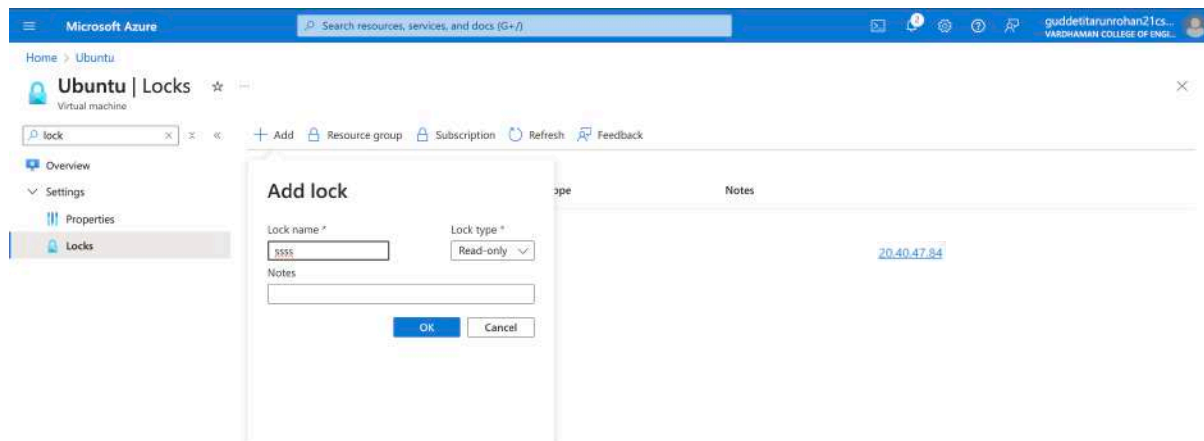 Microsoft Azure
Search resources, services, and docs (G+/)
2
guddetitarunrohan21cs...
VARDHAMAN COLLEGE OF ENGI...
Home > Ubuntu
Ubuntu | Locks
Virtual machine
lock
Add Resource group Subscription Refresh Feedback
Overview
Settings
Properties
Locks
Add lock
ope Notes
Lock name * Lock type *
ssss Read-only
20.40.47.84
Notes
OK Cancel